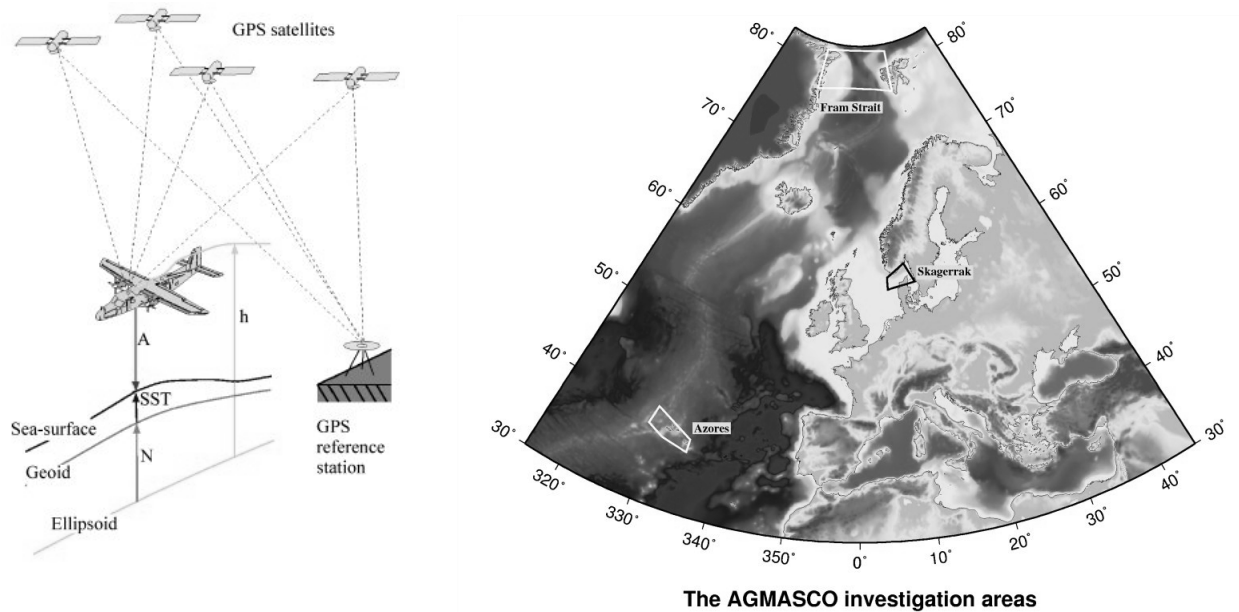 GPS satellites
A
h
SST
Sea-surface
N
Geoid
Ellipsoid
GPS
reference
station
80˚
80˚
70˚
70˚
60˚
60˚
50˚
50˚
40˚
40˚
30˚
30˚
320˚
330˚
340˚
350˚
0˚
10˚
20˚
30˚
40˚
Fram Strait
Skagerrak
Azores
The AGMASCO investigation areas